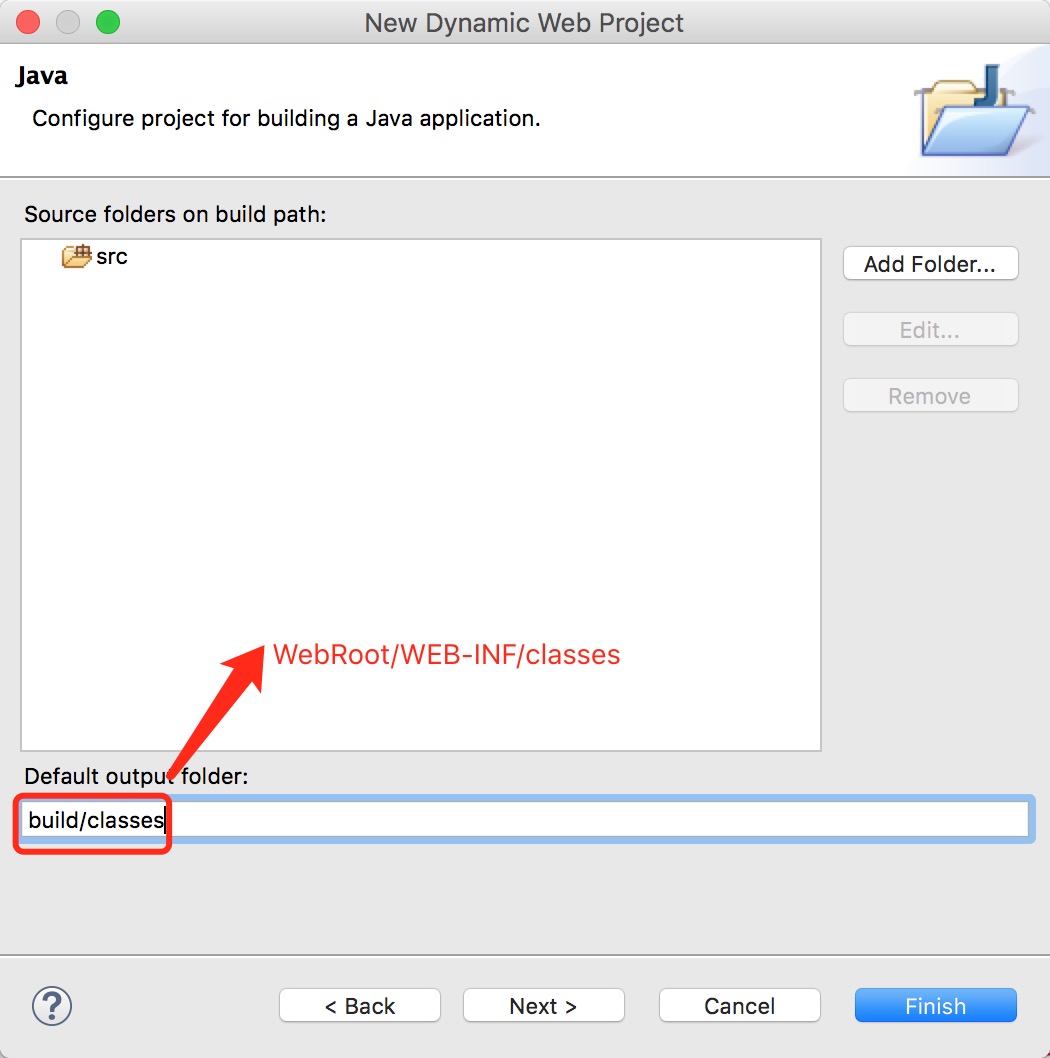 New Dynamic Web Project
Java
Configure project for building a Java application.
Source folders on build path:
src
Add Folder...
Edit...
Remove
WebRoot/WEB-INF/classes
Default output folder:
build/classes
?
< Back
Next >
Cancel
Finish